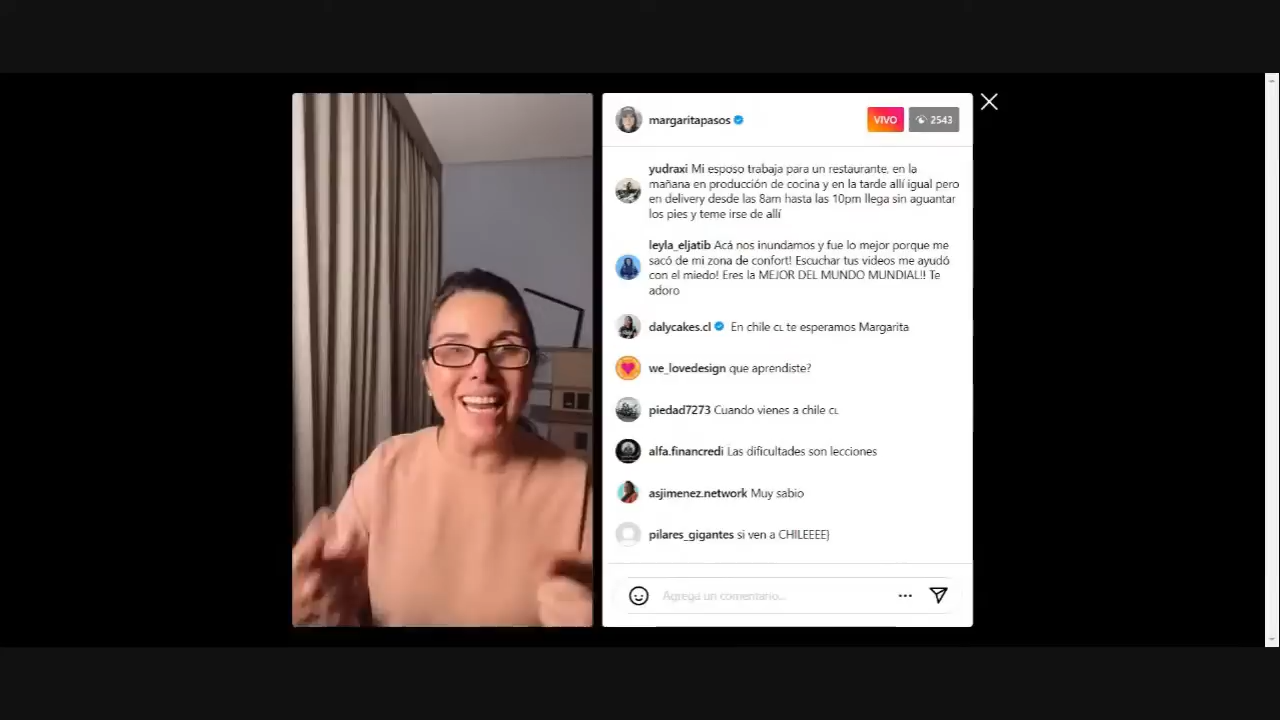 margaritapasos
VIVO
2543
yudraxi Mi esposo trabaja para un restaurante, en la
mañana en producción de cocina y en la tarde allí igual pero
en delivery desde las 8am hasta las 10pm llega sin aguantar
los pies y teme irse de allí
leyla_eljatib Acá nos inundamos y fue lo mejor porque me
sacó de mi zona de confort! Escuchar tus videos me ayudó
con el miedo! Eres la MEJOR DEL MUNDO MUNDIAL!! Te
adoro
dalycakes.cl En chile CL te esperamos Margarita
we_lovedesign que aprendiste?
piedad7273 Cuando vienes a chile CL
alfa.financredi Las dificultades son lecciones
asjimenez.network Muy sabio
pilares_gigantes si ven a CHILEEEE)
Agrega un comentario...